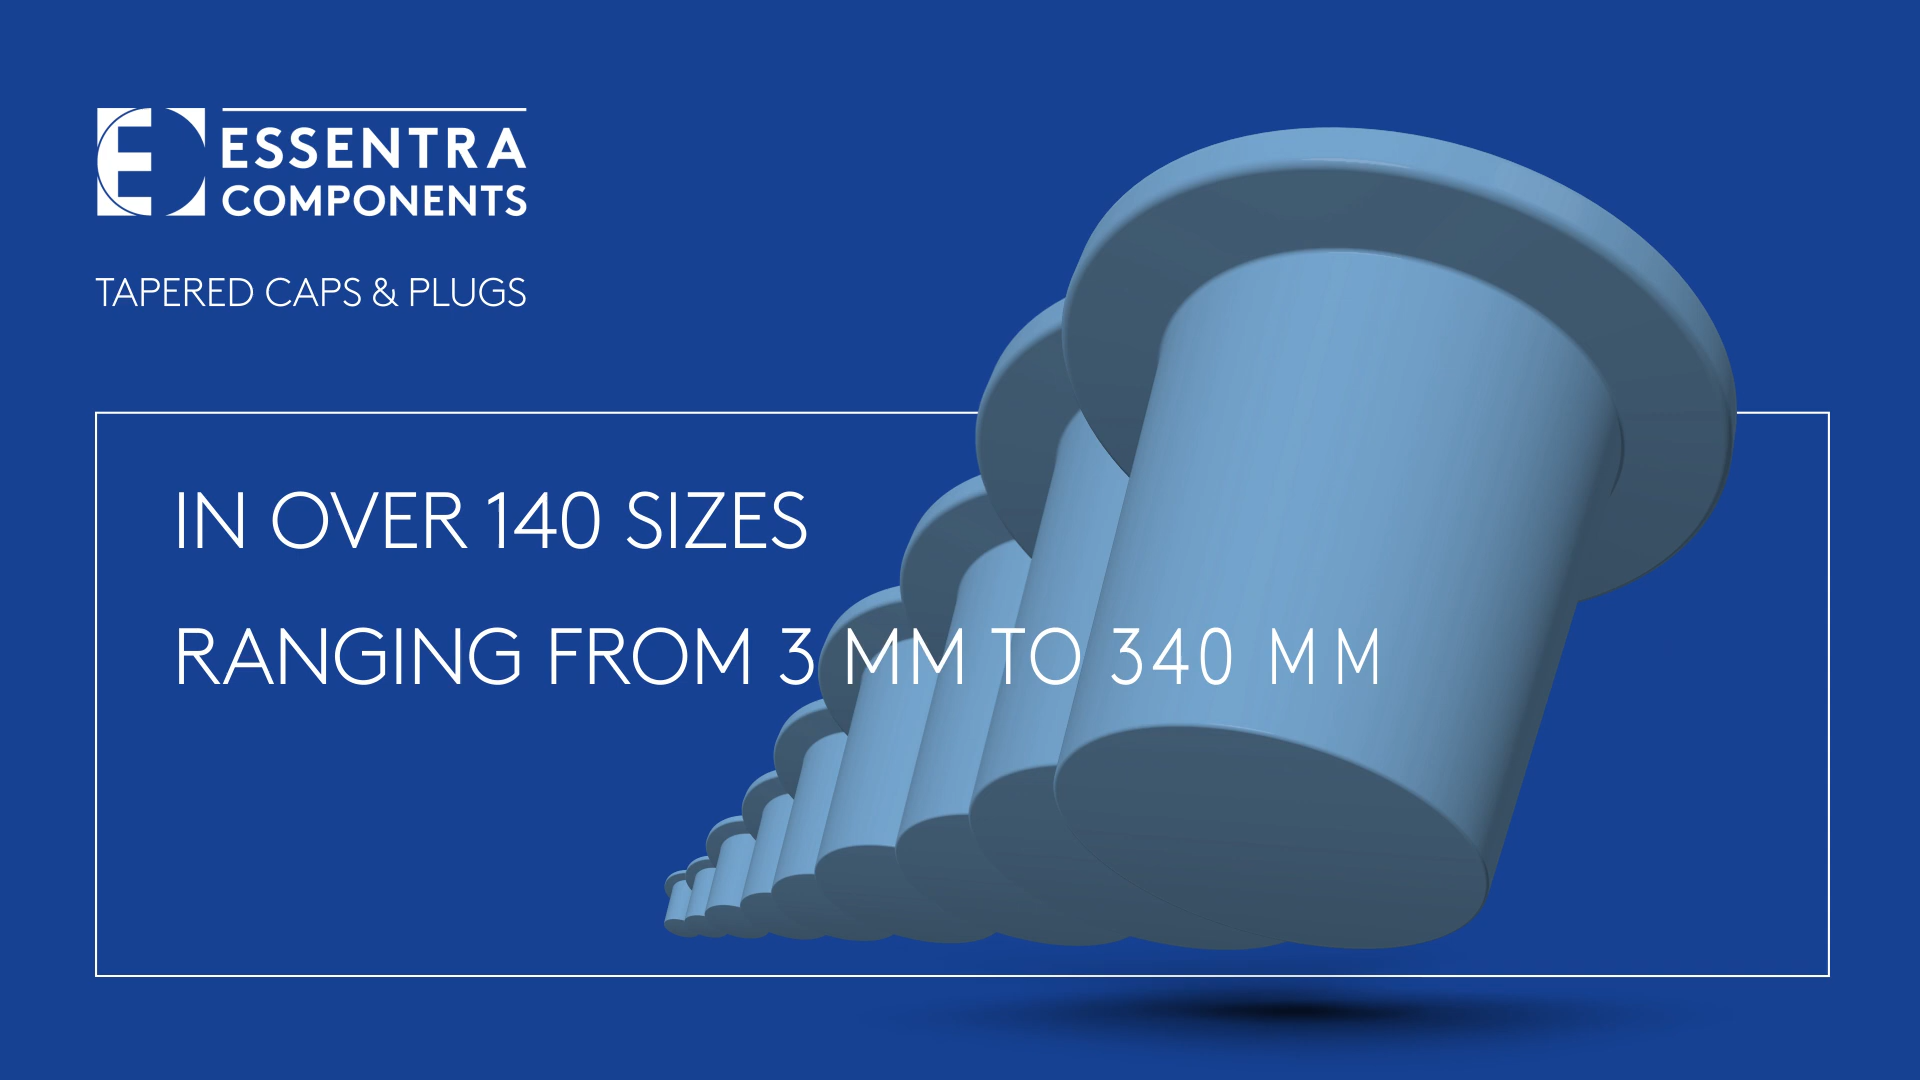 ESSENTRA
COMPONENTS
TAPERED CAPS & PLUGS
IN OVER 140 SIZES
RANGING FROM 3 MM TO 340 MM